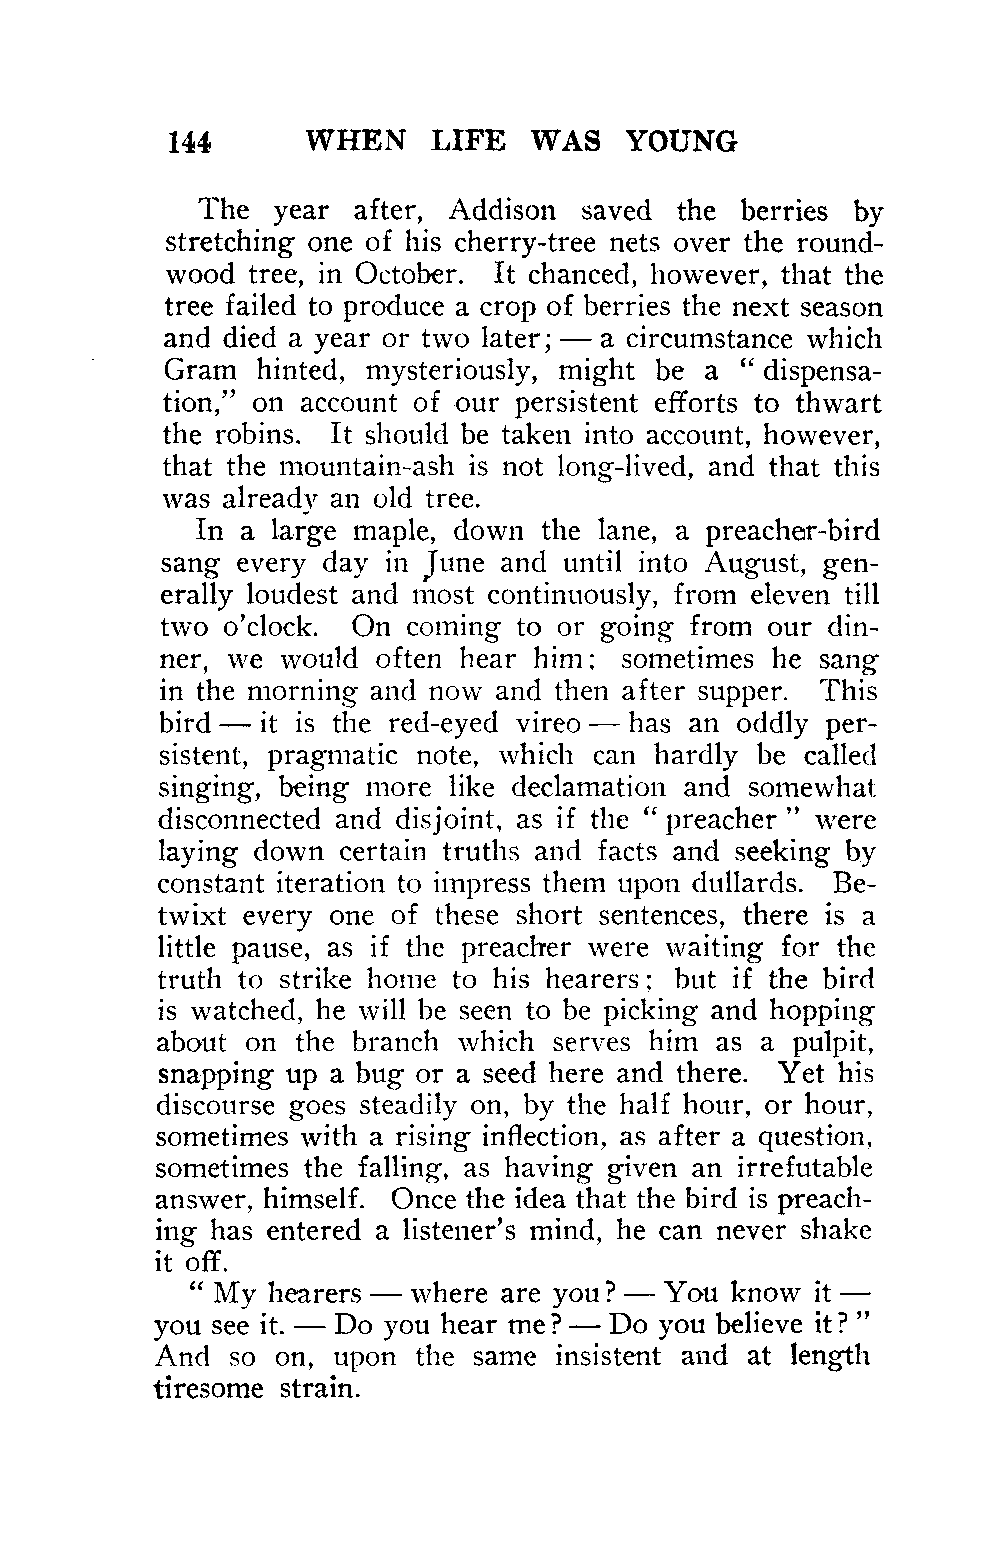 144 WHEN LIFE WAS YOUNG
The year after, Addison saved the berries by
stretching one of his cherry-tree nets over the round-
wood tree, in October. It chanced, however, that the
tree failed to produce a crop of berries the next season
and died a year or two later; — a circumstance which
Gram hinted, mysteriously, might be a “ dispensa-
tion,” on account of our persistent efforts to thwart
the robins. It should be taken into account, however,
that the mountain-ash is not long-lived, and that this
was already an old tree.
In a large maple, down the lane, a preacher-bird
sang every day in June and until into August, gen-
erally loudest and most continuously, from eleven till
two o’clock. On coming to or going from our din-
ner, we would often hear him; sometimes he sang
in the morning and now and then after supper. This
bird — it is the red-eyed vireo — has an oddly per-
sistent, pragmatic note, which can hardly be called
singing, being more like declamation and somewhat
disconnected and disjoint, as if the “ preacher ” were
laying down certain truths and facts and seeking by
constant iteration to impress them upon dullards. Be-
twixt every one of these short sentences, there is a
little pause, as if the preacher were waiting for the
truth to strike home to his hearers; but if the bird
is watched, he will be seen to be picking and hopping
about on the branch which serves him as a pulpit,
snapping up a bug or a seed here and there. Yet his
discourse goes steadily on, by the half hour, or hour,
sometimes with a rising inflection, as after a question,
sometimes the falling, as having given an irrefutable
answer, himself. Once the idea that the bird is preach-
ing has entered a listener’s mind, he can never shake
it off.
“ My hearers — where are you? — You know it —
you see it. — Do you hear me? — Do you believe it? ”
And so on, upon the same insistent and at length
tiresome strain.